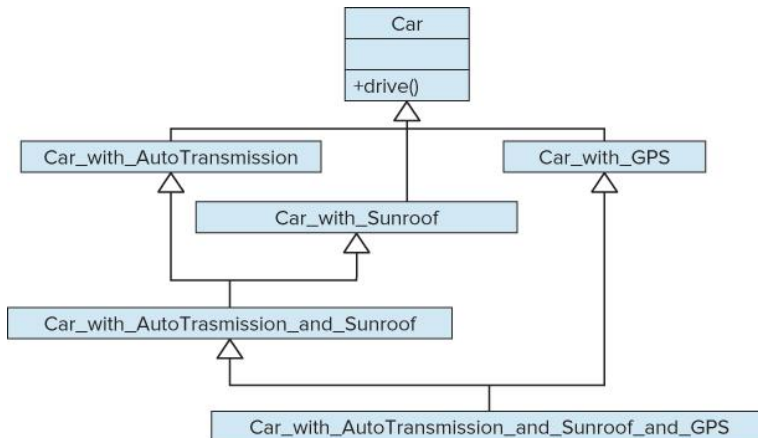 Car
+drive()
Car_with_AutoTransmission
Car_with_GPS
Car_with_Sunroof
Car_with_AutoTrasmission_and_Sunroof
Car_with_AutoTransmission_and_Sunroof_and_GPS